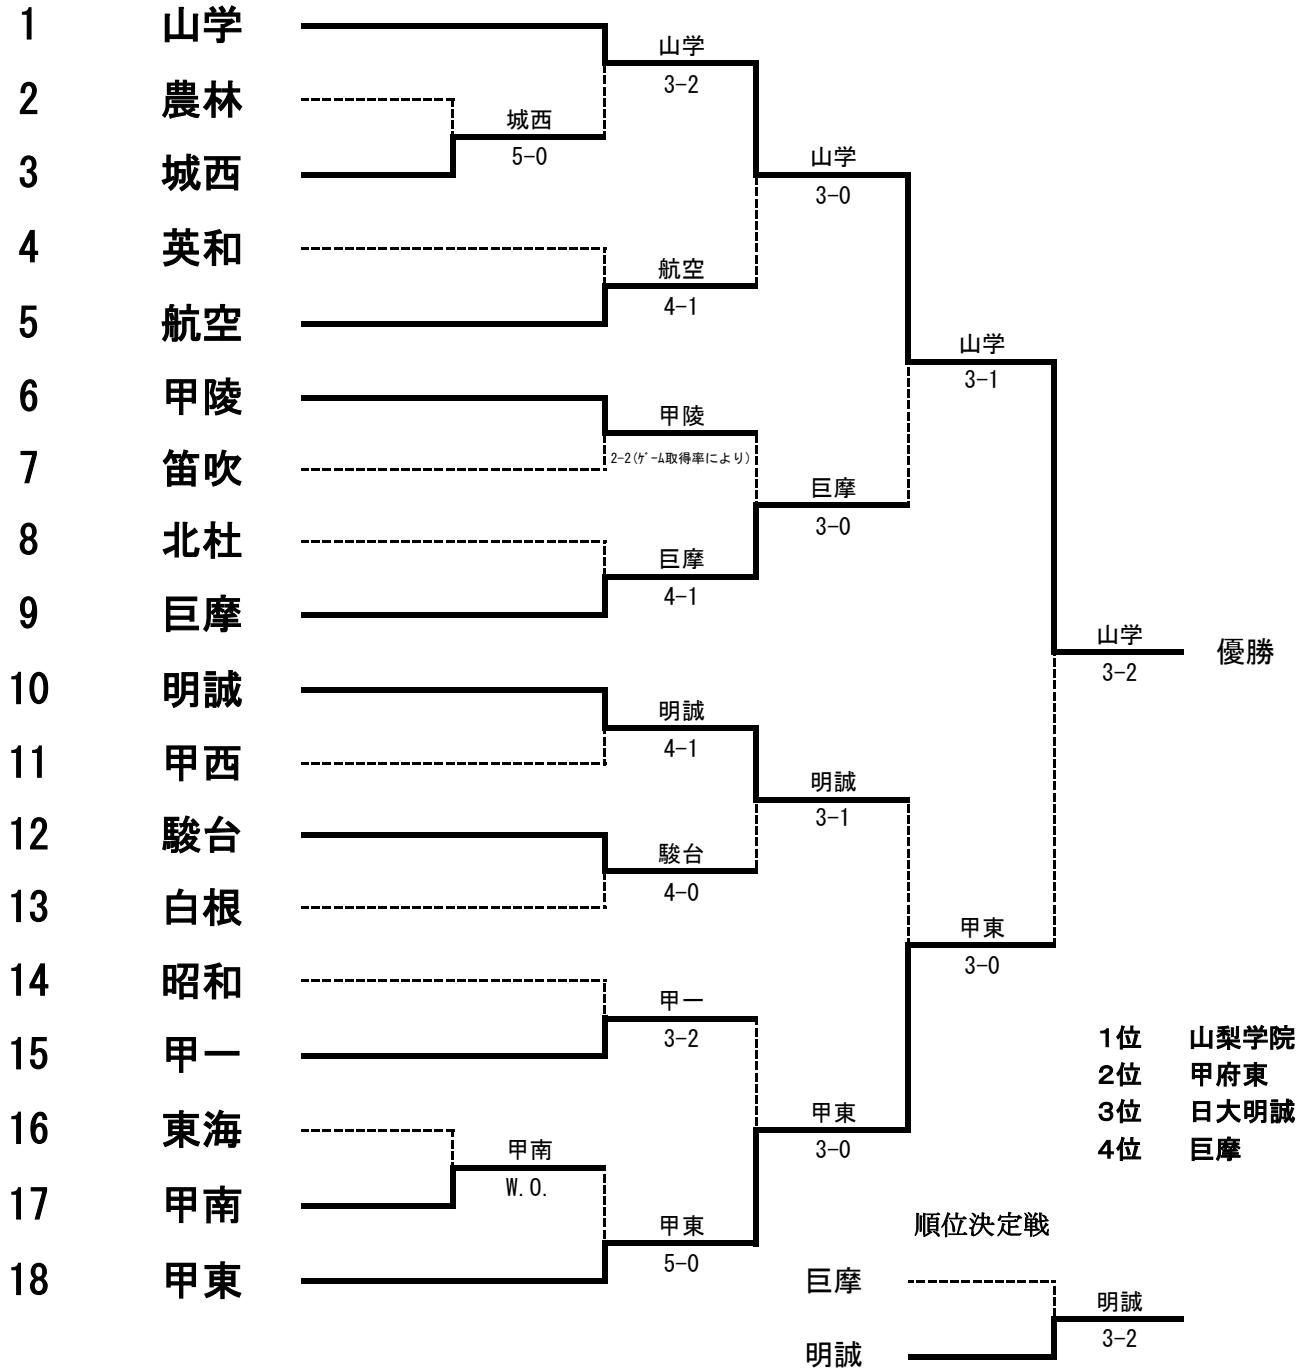 1 山学
山学
3-2
2 農林
城西
5-0
3 城西
山学
3-0
4 英和
航空
4-1
5 航空
山学
3-1
6 甲陵
甲陵
2-2(ｹﾞｰﾑ取得率により)
7 笛吹
巨摩
3-0
8 北杜
巨摩
4-1
9 巨摩
山学
3-2
優勝
10 明誠
明誠
4-1
11 甲西
明誠
3-1
12 駿台
駿台
4-0
13 白根
甲東
3-0
14 昭和
甲一
3-2
15 甲一
1位 山梨学院
2位 甲府東
3位 日大明誠
4位 巨摩
16 東海
甲東
3-0
甲南
W.O.
17 甲南
甲東
5-0
18 甲東
順位決定戦
巨摩
明誠
3-2
明誠